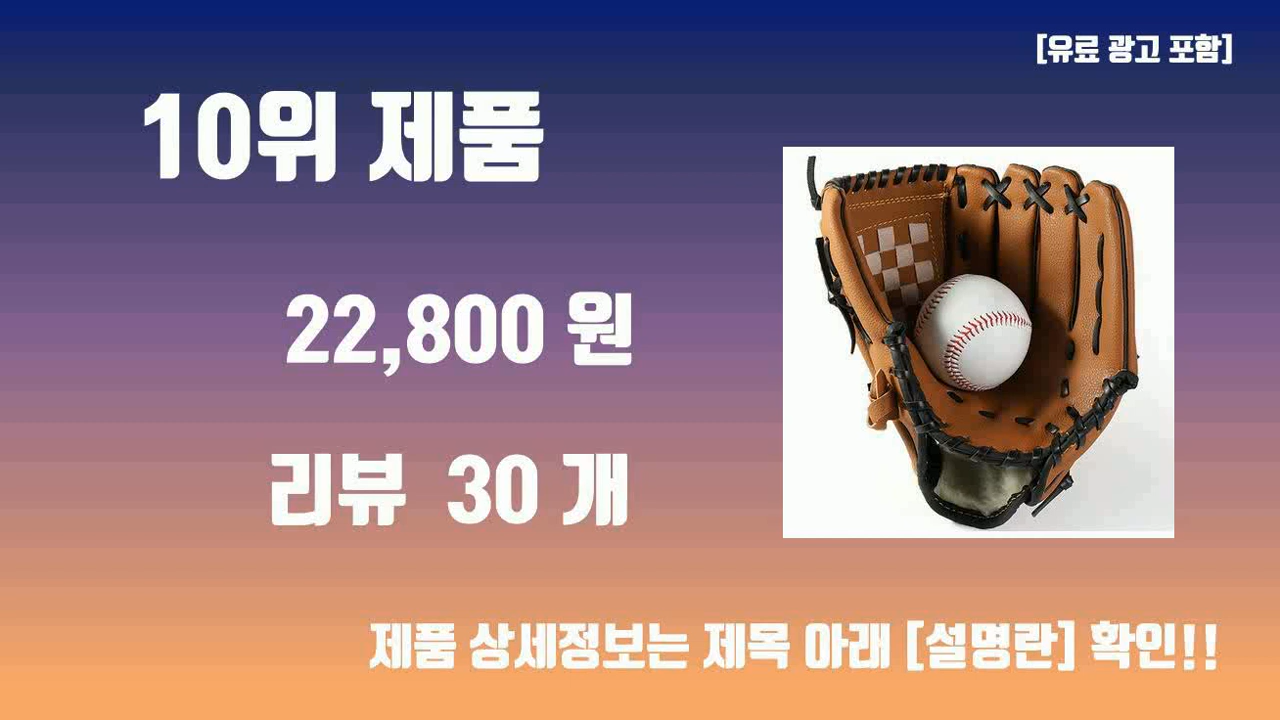 [유료 광고 포함]
10위 제품
22,800 원
리뷰 30 개
제품 상세정보는 제목 아래 [설명란] 확인!!